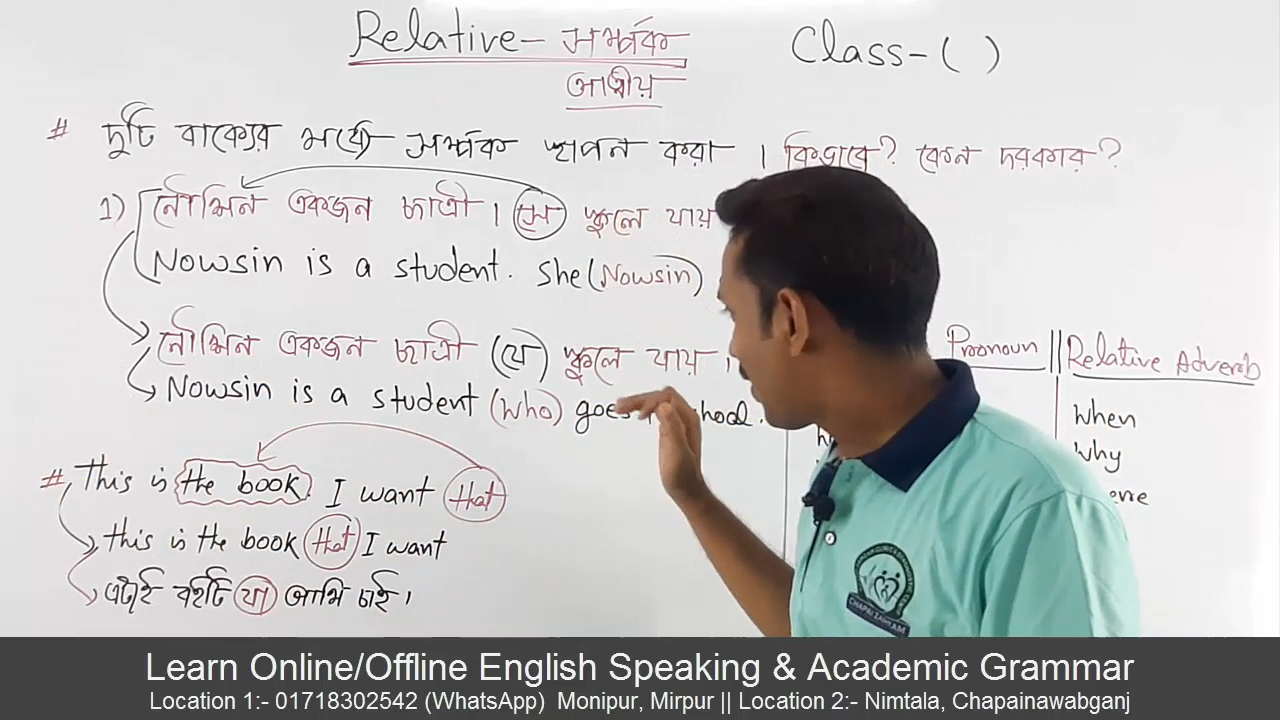 Relative- সম্পর্ক
Class-( )
আত্মীয়
# দুটি বাক্যের মধ্যে সম্পর্ক স্থাপন করা । কিভাবে? কেন দরকার?
1) নৌসিন একজন ছাত্রী । সে স্কুলে যায়
Nowsin is a student. She (Nowsin)
নৌসিন একজন ছাত্রী (যে) স্কুলে যায় ।
Pronoun || Relative Adverb
Nowsin is a student (who) goes
When
Why
# This is the book. I want that
this is the book that I want
এটাই বইটি যা আমি চাই ।
Learn Online/Offline English Speaking & Academic Grammar
Location 1:- 01718302542 (WhatsApp) Monipur, Mirpur || Location 2:- Nimtala, Chapainawabganj